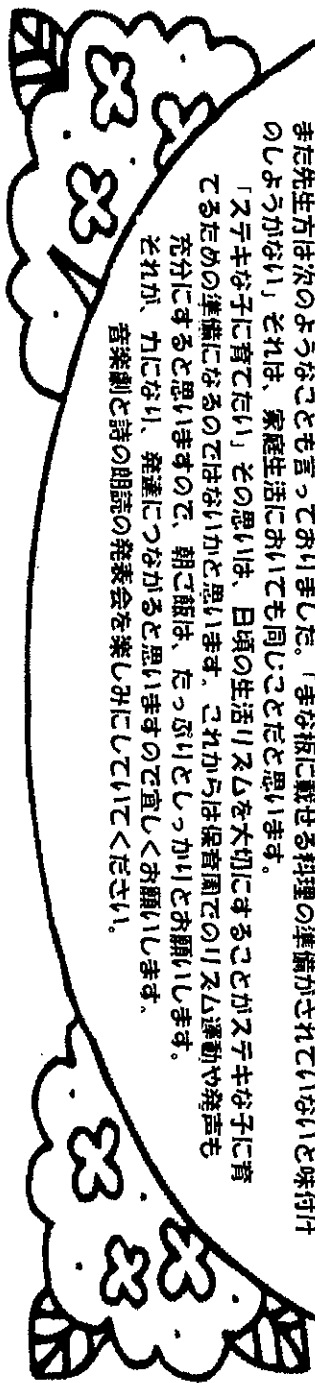 また先生方は次のようなことも言っておりました。「まな板に載せる料理の準備がされていないと味付け
のしようがない」それは、家庭生活においても同じことだと思います。
「ステキな子に育てたい」その思いは、日頃の生活リズムを大切にすることがステキな子に育
てるための準備になるのではないかと思います。これからは保育園でのリズム運動や発声も
充分にすると思いますので、朝ご飯は、たっぷりとしっかりとお願いします。
それが、力になり、発達につながると思いますので宜しくお願いします。
音楽劇と詩の朗読の発表会を楽しみにしていてください。